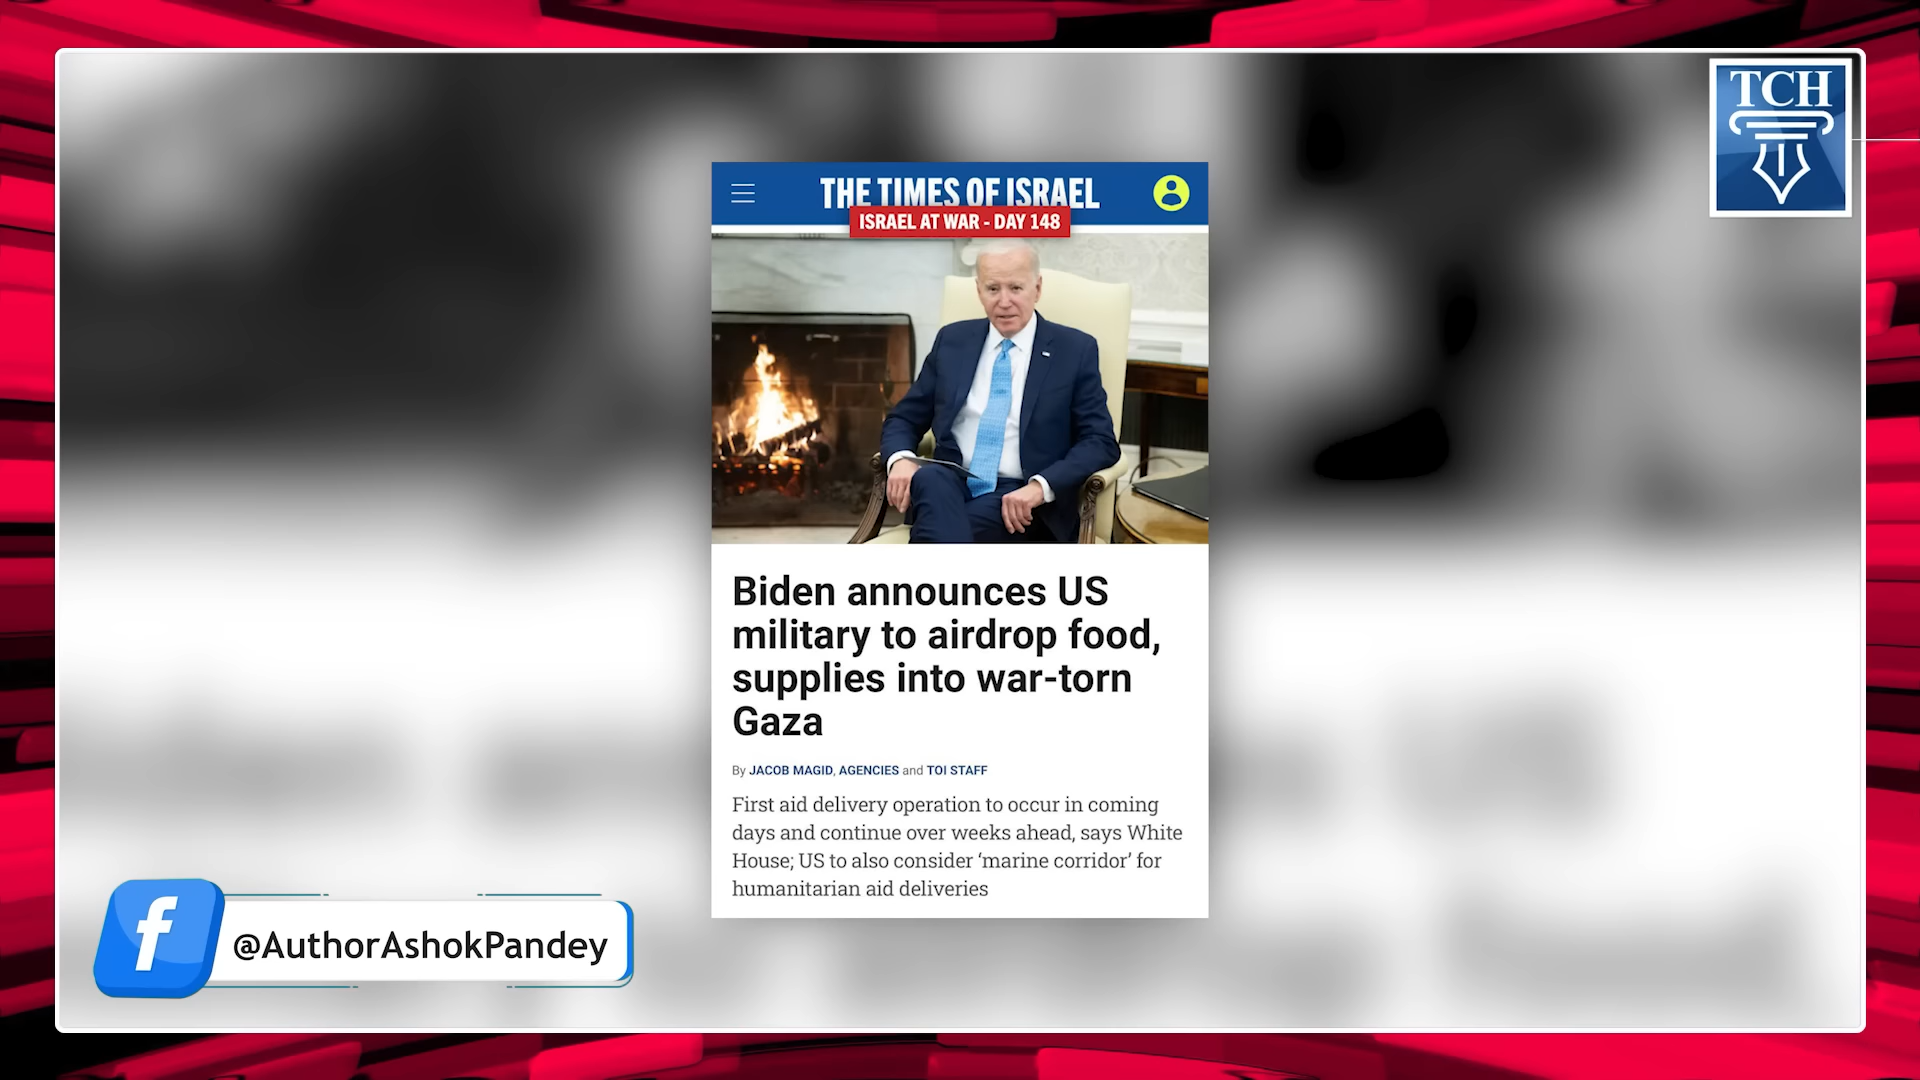 TCH
THE TIMES OF ISRAEL
ISRAEL AT WAR - DAY 148
Biden announces US
military to airdrop food,
supplies into war-torn
Gaza
By JACOB MAGID, AGENCIES and TOI STAFF
First aid delivery operation to occur in coming
days and continue over weeks ahead, says White
House; US to also consider ‘marine corridor’ for
humanitarian aid deliveries
f
@AuthorAshokPandey